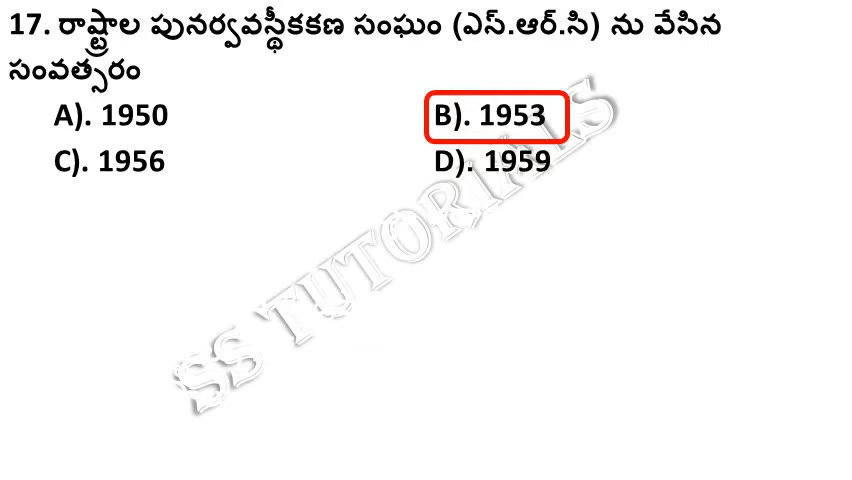 17. రాష్ట్రాల పునర్వవస్థీకకణ సంఘం (ఎస్.ఆర్.సి) ను వేసిన
సంవత్సరం
A). 1950 B). 1953
C). 1956 D). 1959
SS TUTORIALS